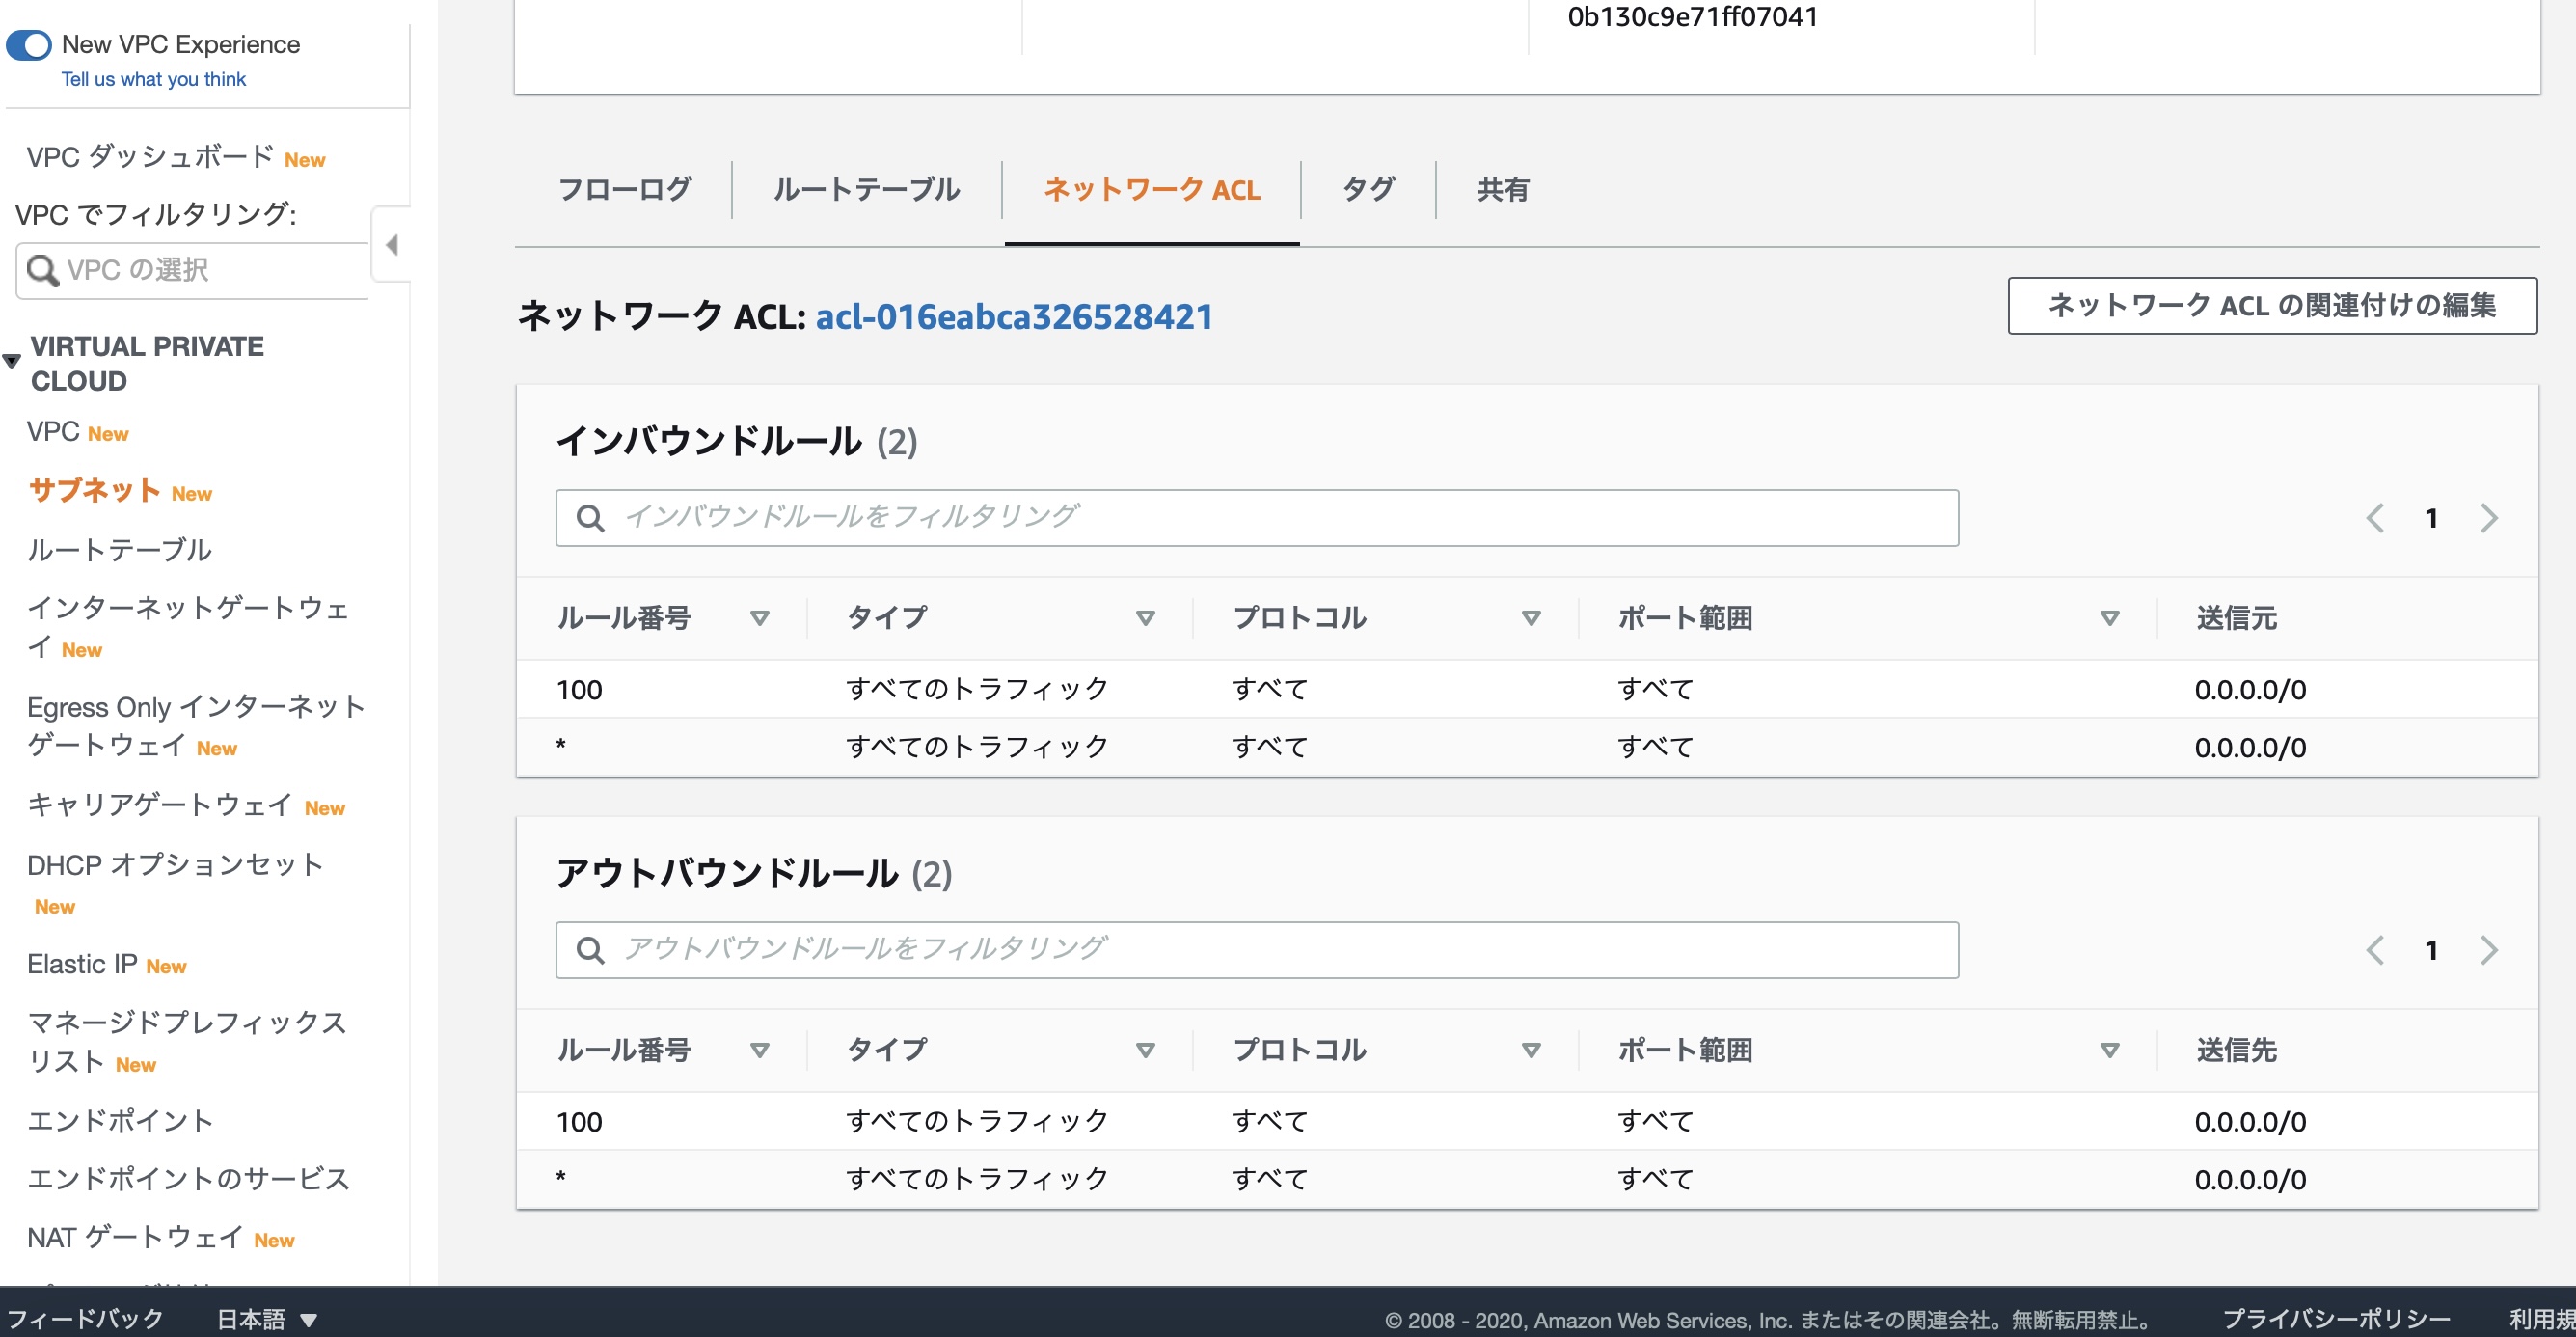 New VPC Experience
Tell us what you think
VPC ダッシュボード New
VPC でフィルタリング:
VPC の選択
VIRTUAL PRIVATE
CLOUD
VPC New
サブネット New
ルートテーブル
インターネットゲートウェ
イ New
Egress Only インターネット
ゲートウェイ New
キャリアゲートウェイ New
DHCP オプションセット
New
Elastic IP New
マネージドプレフィックス
リスト New
エンドポイント
エンドポイントのサービス
NAT ゲートウェイ New
0b130c9e71ff07041
フローログ ルートテーブル ネットワーク ACL タグ 共有
ネットワーク ACL: acl-016eabca326528421
ネットワーク ACL の関連付けの編集
インバウンドルール (2)
インバウンドルールをフィルタリング
1
ルール番号 タイプ プロトコル ポート範囲 送信元
100 すべてのトラフィック すべて すべて 0.0.0.0/0
* すべてのトラフィック すべて すべて 0.0.0.0/0
アウトバウンドルール (2)
アウトバウンドルールをフィルタリング
1
ルール番号 タイプ プロトコル ポート範囲 送信先
100 すべてのトラフィック すべて すべて 0.0.0.0/0
* すべてのトラフィック すべて すべて 0.0.0.0/0
フィードバック 日本語 © 2008 - 2020, Amazon Web Services, Inc. またはその関連会社。無断転用禁止。 プライバシーポリシー 利用規